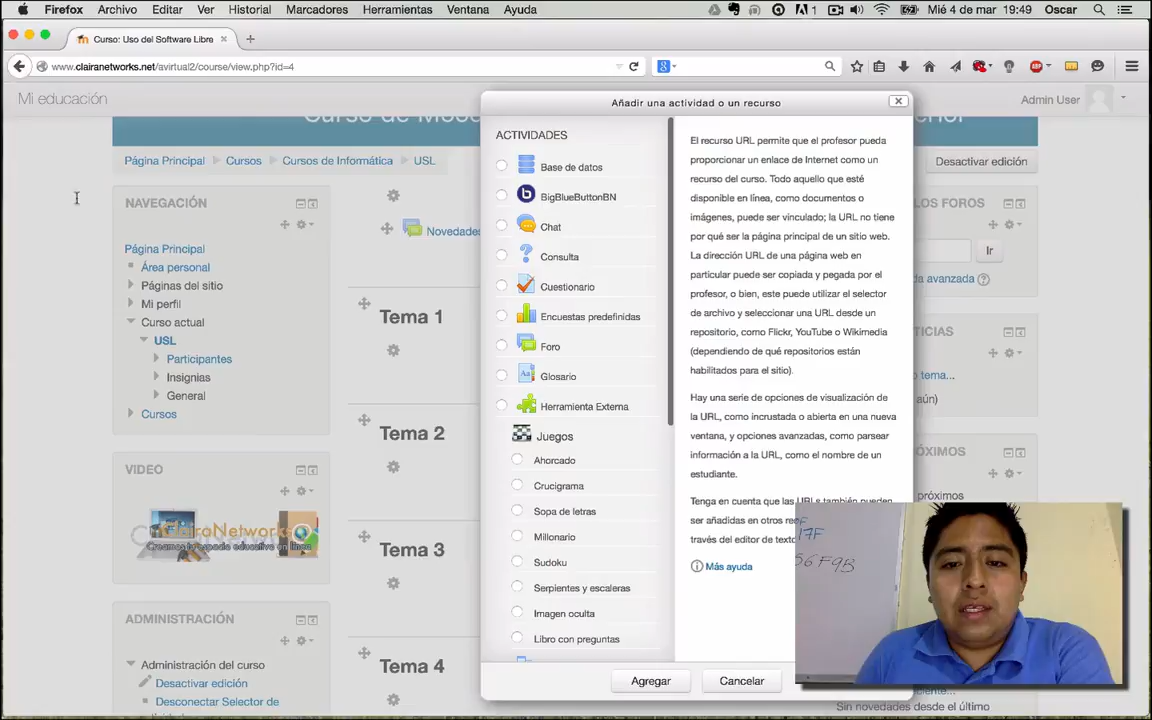 Firefox Archivo Editar Ver Historial Marcadores Herramientas Ventana Ayuda
1 Mié 4 de mar 19:49 Oscar
Curso: Uso del Software Libre
www.clairanetworks.net/avirtual2/course/view.php?id=4
Mi educación
Admin User
Página Principal Cursos Cursos de Informática USL
Desactivar edición
NAVEGACIÓN
Página Principal
Área personal
Páginas del sitio
Mi perfil
Curso actual
USL
Participantes
Insignias
General
Cursos
VIDEO
ClairaNetworks
ADMINISTRACIÓN
Administración del curso
Desactivar edición
Desconectar Selector de
Novedades
Tema 1
Tema 2
Tema 3
Tema 4
Añadir una actividad o un recurso
ACTIVIDADES
Base de datos
BigBlueButtonBN
Chat
Consulta
Cuestionario
Encuestas predefinidas
Foro
Glosario
Herramienta Externa
Juegos
Ahorcado
Crucigrama
Sopa de letras
Millonario
Sudoku
Serpientes y escaleras
Imagen oculta
Libro con preguntas
El recurso URL permite que el profesor pueda
proporcionar un enlace de Internet como un
recurso del curso. Todo aquello que esté
disponible en línea, como documentos o
imágenes, puede ser vinculado; la URL no tiene
por qué ser la página principal de un sitio web.
La dirección URL de una página web en
particular puede ser copiada y pegada por el
profesor, o bien, este puede utilizar el selector
de archivo y seleccionar una URL desde un
repositorio, como Flickr, YouTube o Wikimedia
(dependiendo de qué repositorios están
habilitados para el sitio).
Hay una serie de opciones de visualización de
la URL, como incrustada o abierta en una nueva
ventana, y opciones avanzadas, como parsear
información a la URL, como el nombre de un
estudiante.
Tenga en cuenta que las URLs también pueden
ser añadidas en otros
través del editor de
Más ayuda
Agregar Cancelar
LOS FOROS
Ir
avanzada
tema...
aún)
próximos
Sin novedades desde el último
17F
56F9B